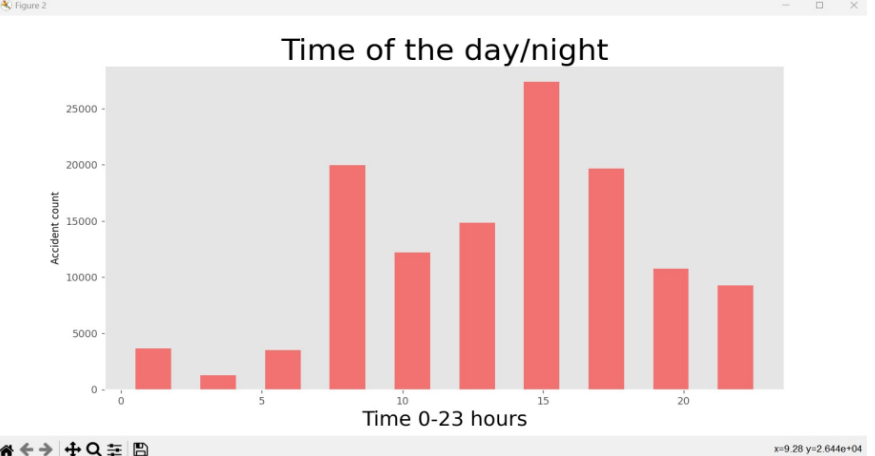 Figure 2
Time of the day/night
25000
20000
15000
10000
5000
0
Accident count
0 5 10 15 20
Time 0-23 hours
x=9.28 y=2.644e+04